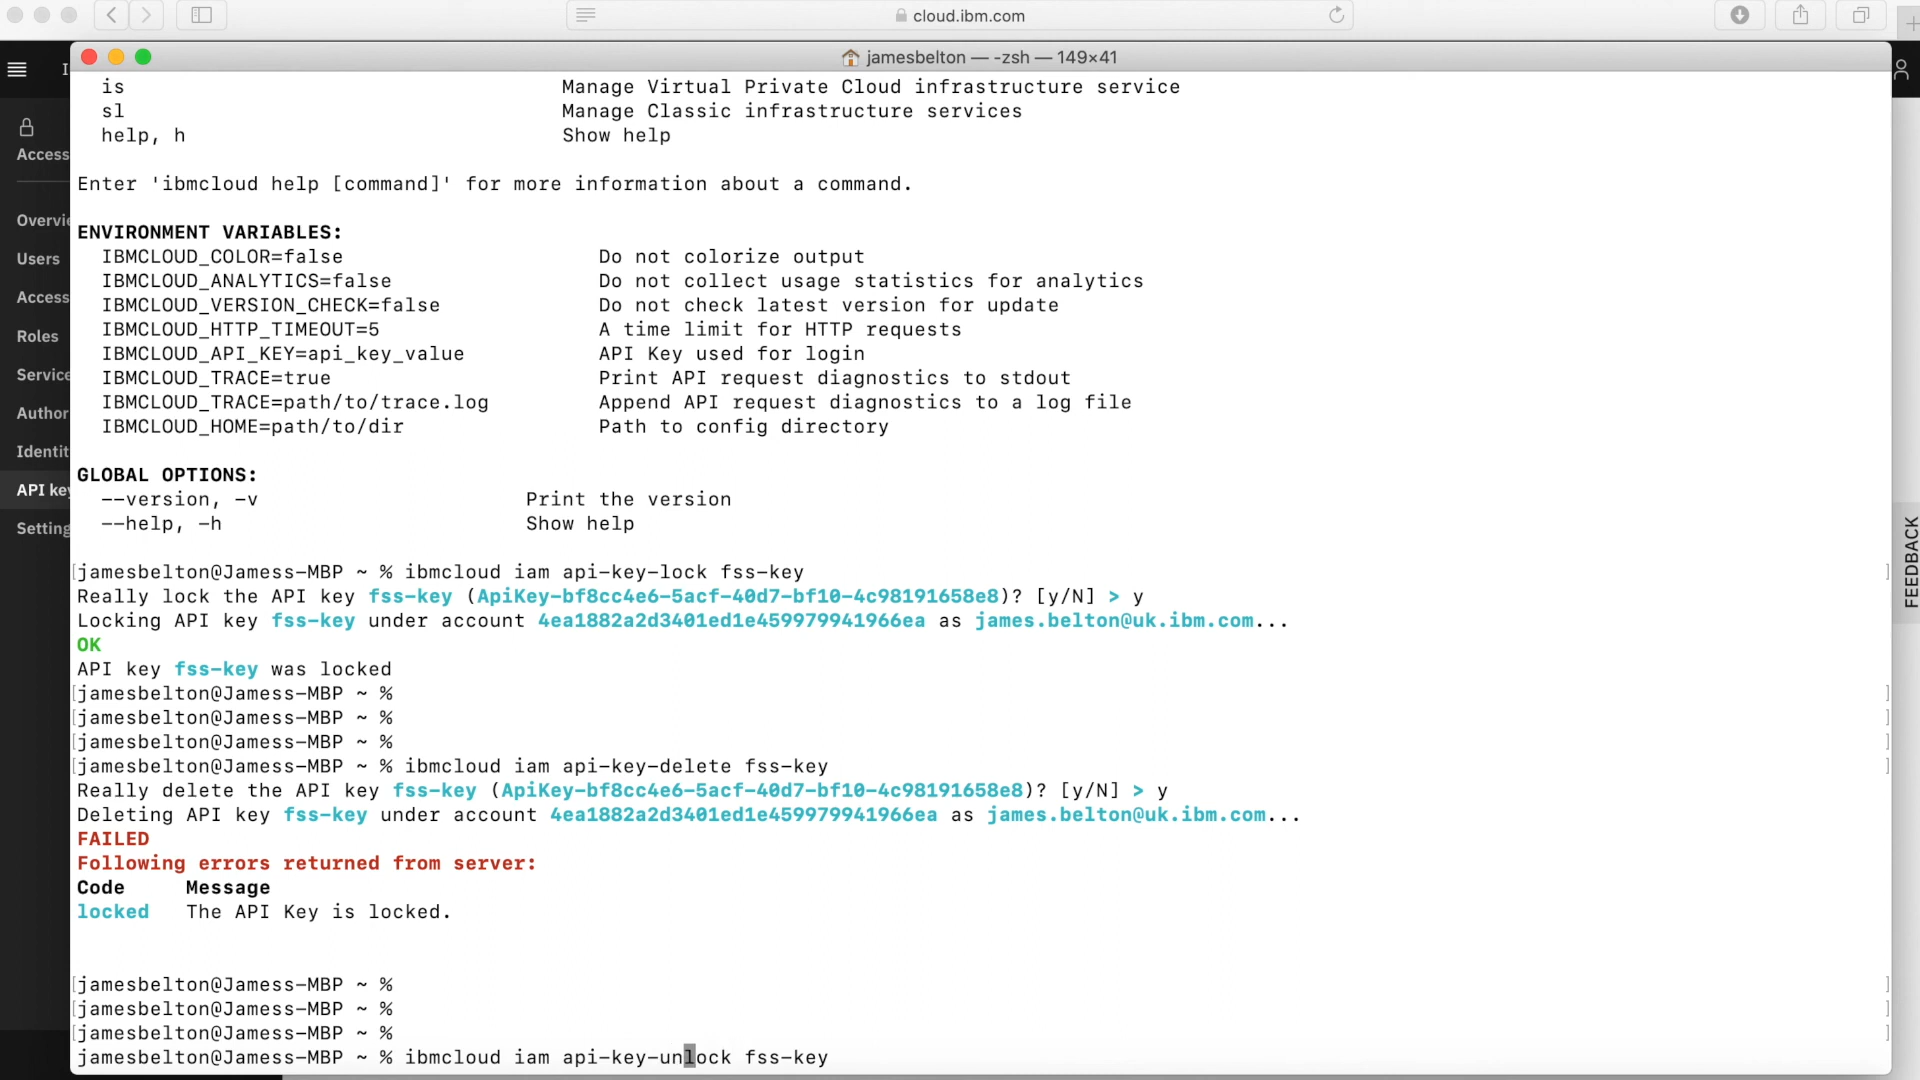 cloud.ibm.com
jamesbelton — -zsh — 149×41
is Manage Virtual Private Cloud infrastructure service
sl Manage Classic infrastructure services
help, h Show help
Enter 'ibmcloud help [command]' for more information about a command.
ENVIRONMENT VARIABLES:
IBMCLOUD_COLOR=false Do not colorize output
IBMCLOUD_ANALYTICS=false Do not collect usage statistics for analytics
IBMCLOUD_VERSION_CHECK=false Do not check latest version for update
IBMCLOUD_HTTP_TIMEOUT=5 A time limit for HTTP requests
IBMCLOUD_API_KEY=api_key_value API Key used for login
IBMCLOUD_TRACE=true Print API request diagnostics to stdout
IBMCLOUD_TRACE=path/to/trace.log Append API request diagnostics to a log file
IBMCLOUD_HOME=path/to/dir Path to config directory
GLOBAL OPTIONS:
--version, -v Print the version
--help, -h Show help
[jamesbelton@Jamess-MBP ~ % ibmcloud iam api-key-lock fss-key ]
Really lock the API key fss-key (ApiKey-bf8cc4e6-5acf-40d7-bf10-4c98191658e8)? [y/N] > y
Locking API key fss-key under account 4ea1882a2d3401ed1e459979941966ea as james.belton@uk.ibm.com...
OK
API key fss-key was locked
[jamesbelton@Jamess-MBP ~ % ]
[jamesbelton@Jamess-MBP ~ % ]
[jamesbelton@Jamess-MBP ~ % ]
[jamesbelton@Jamess-MBP ~ % ibmcloud iam api-key-delete fss-key ]
Really delete the API key fss-key (ApiKey-bf8cc4e6-5acf-40d7-bf10-4c98191658e8)? [y/N] > y
Deleting API key fss-key under account 4ea1882a2d3401ed1e459979941966ea as james.belton@uk.ibm.com...
FAILED
Following errors returned from server:
Code Message
locked The API Key is locked.
[jamesbelton@Jamess-MBP ~ % ]
[jamesbelton@Jamess-MBP ~ % ]
[jamesbelton@Jamess-MBP ~ % ]
jamesbelton@Jamess-MBP ~ % ibmcloud iam api-key-unlock fss-key
I
Access
Overvie
Users
Access
Roles
Service
Author
Identit
API key
Setting
FEEDBACK